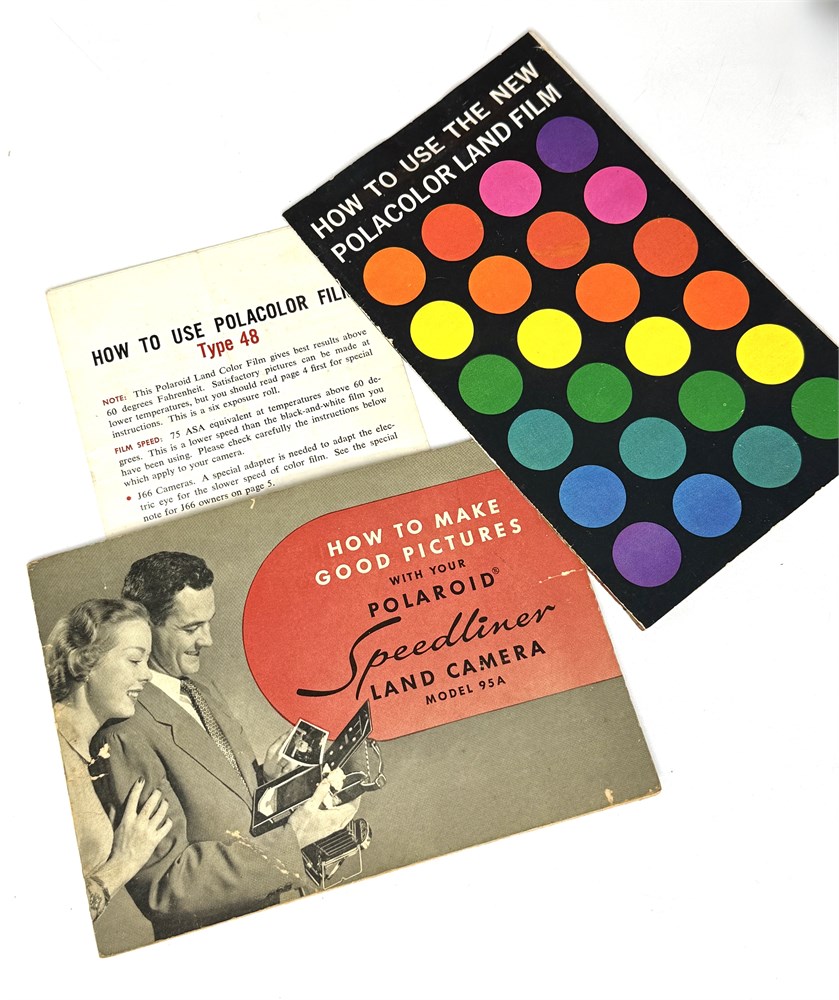 HOW TO USE THE NEW
POLACOLOR LAND FILM
HOW TO USE POLACOLOR
Type 48
NOTE: This Polaroid Land Color Film gives best results above
60 degrees Fahrenheit. Satisfactory pictures can be made at
lower temperatures, but you should read page 4 first for special
instructions. This is a six exposure roll.
FILM SPEED: 75 ASA equivalent at temperatures above 60 de-
grees. This is a lower speed than the black-and-white film you
have been using. Please check carefully the instructions below
which apply to your camera.
• J66 Cameras. A special adapter is needed to adapt the elec-
tric eye for the slower speed of color film. See the special
note for J66 owners on page 5.
HOW TO MAKE
GOOD PICTURES
WITH YOUR
POLAROID®
Speedliner
LAND CAMERA
MODEL 95A